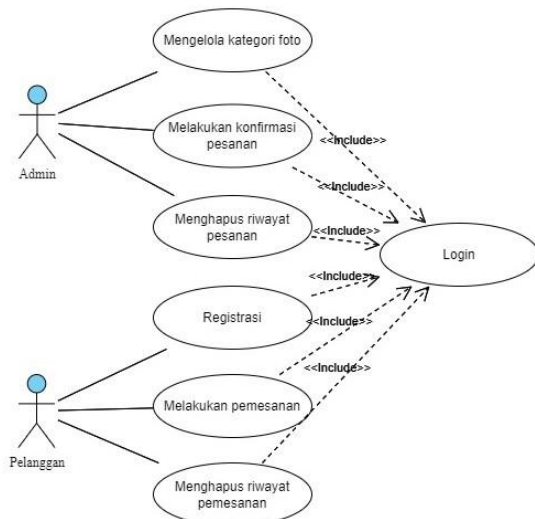 Mengelola kategori foto
Melakukan konfirmasi
pesanan
<<Include>>
Admin
<<Include>>
Menghapus riwayat
pesanan
<<Include>>
Login
<<Include>>
Registrasi
<<Include>>
<<Include>>
Melakukan pemesanan
Pelanggan
Menghapus riwayat
pemesanan